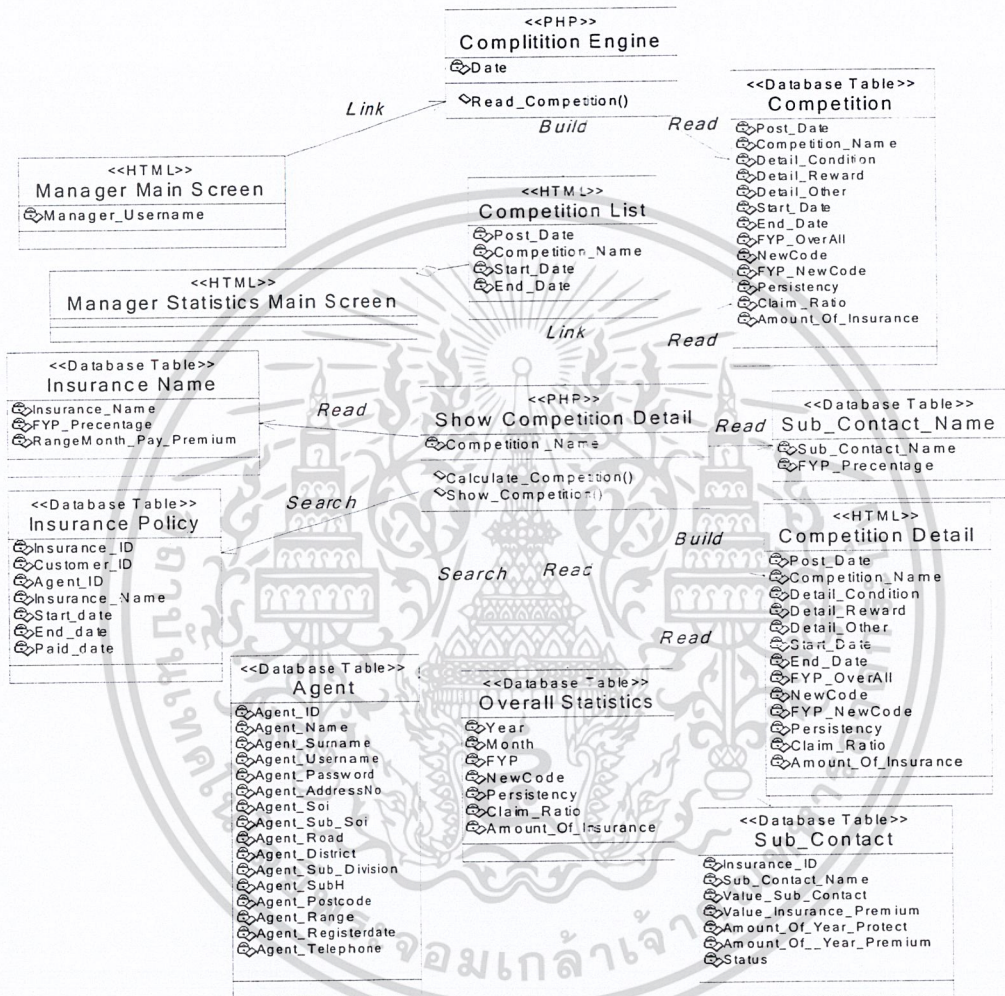 <<PHP>>
Complitition Engine
Date
Read_Competition()
Link
Build
Read
<<Database Table>>
Competition
Post_Date
Competition_Name
Detail_Condition
Detail_Reward
Detail_Other
Start_Date
End_Date
FYP_OverAll
NewCode
FYP_NewCode
Persistency
Claim_Ratio
Amount_Of_Insurance
<<HTML>>
Manager Main Screen
Manager_Username
<<HTML>>
Competition List
Post_Date
Competition_Name
Start_Date
End_Date
<<HTML>>
Manager Statistics Main Screen
Link
Read
<<Database Table>>
Insurance Name
Insurance_Name
FYP_Precentage
RangeMonth_Pay_Premium
Read
<<PHP>>
Show Competition Detail
Competition_Name
Calculate_Competition()
Show_Competition()
Read
<<Database Table>>
Sub_Contact_Name
Sub_Contact_Name
FYP_Precentage
Search
<<Database Table>>
Insurance Policy
Insurance_ID
Customer_ID
Agent_ID
Insurance_Name
Start_date
End_date
Paid_date
Build
<<HTML>>
Competition Detail
Post_Date
Competition_Name
Detail_Condition
Detail_Reward
Detail_Other
Start_Date
End_Date
FYP_OverAll
NewCode
FYP_NewCode
Persistency
Claim_Ratio
Amount_Of_Insurance
Search
Read
Read
<<Database Table>>
Agent
Agent_ID
Agent_Name
Agent_Surname
Agent_Username
Agent_Password
Agent_AddressNo
Agent_Soi
Agent_Sub_Soi
Agent_Road
Agent_District
Agent_Sub_Division
Agent_SubH
Agent_Postcode
Agent_Range
Agent_Registerdate
Agent_Telephone
<<Database Table>>
Overall Statistics
Year
Month
FYP
NewCode
Persistency
Claim_Ratio
Amount_Of_Insurance
<<Database Table>>
Sub_Contact
Insurance_ID
Sub_Contact_Name
Value_Sub_Contact
Value_Insurance_Premium
Amount_Of_Year_Protect
Amount_Of__Year_Premium
Status